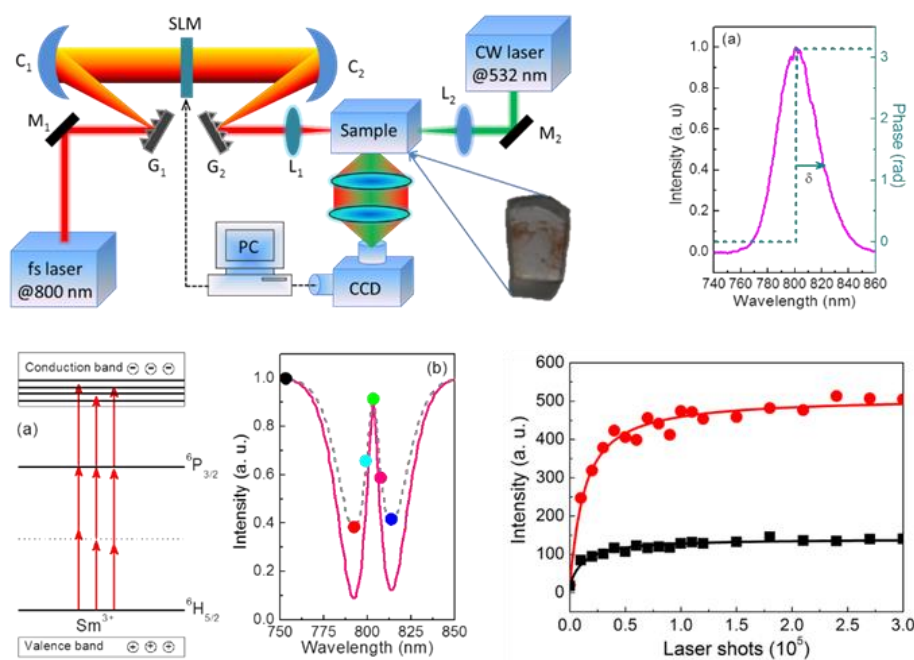 SLM
C1
C2
CW laser
@532 nm
M1
G1
G2
L1
Sample
L2
M2
fs laser
@800 nm
PC
CCD
(a)
Intensity (a. u)
1.0
0.8
0.6
0.4
0.2
0.0
3
2
1
0
Phase (rad)
δ
740 760 780 800 820 840 860
Wavelength (nm)
Conduction band
(a)
6P3/2
6H5/2
Sm3+
Valence band
(b)
Intensity (a. u.)
1.0
0.8
0.6
0.4
0.2
0.0
750 775 800 825 850
Wavelength (nm)
Intensity (a. u.)
600
500
400
300
200
100
0
0.0 0.5 1.0 1.5 2.0 2.5 3.0
Laser shots (10^5)